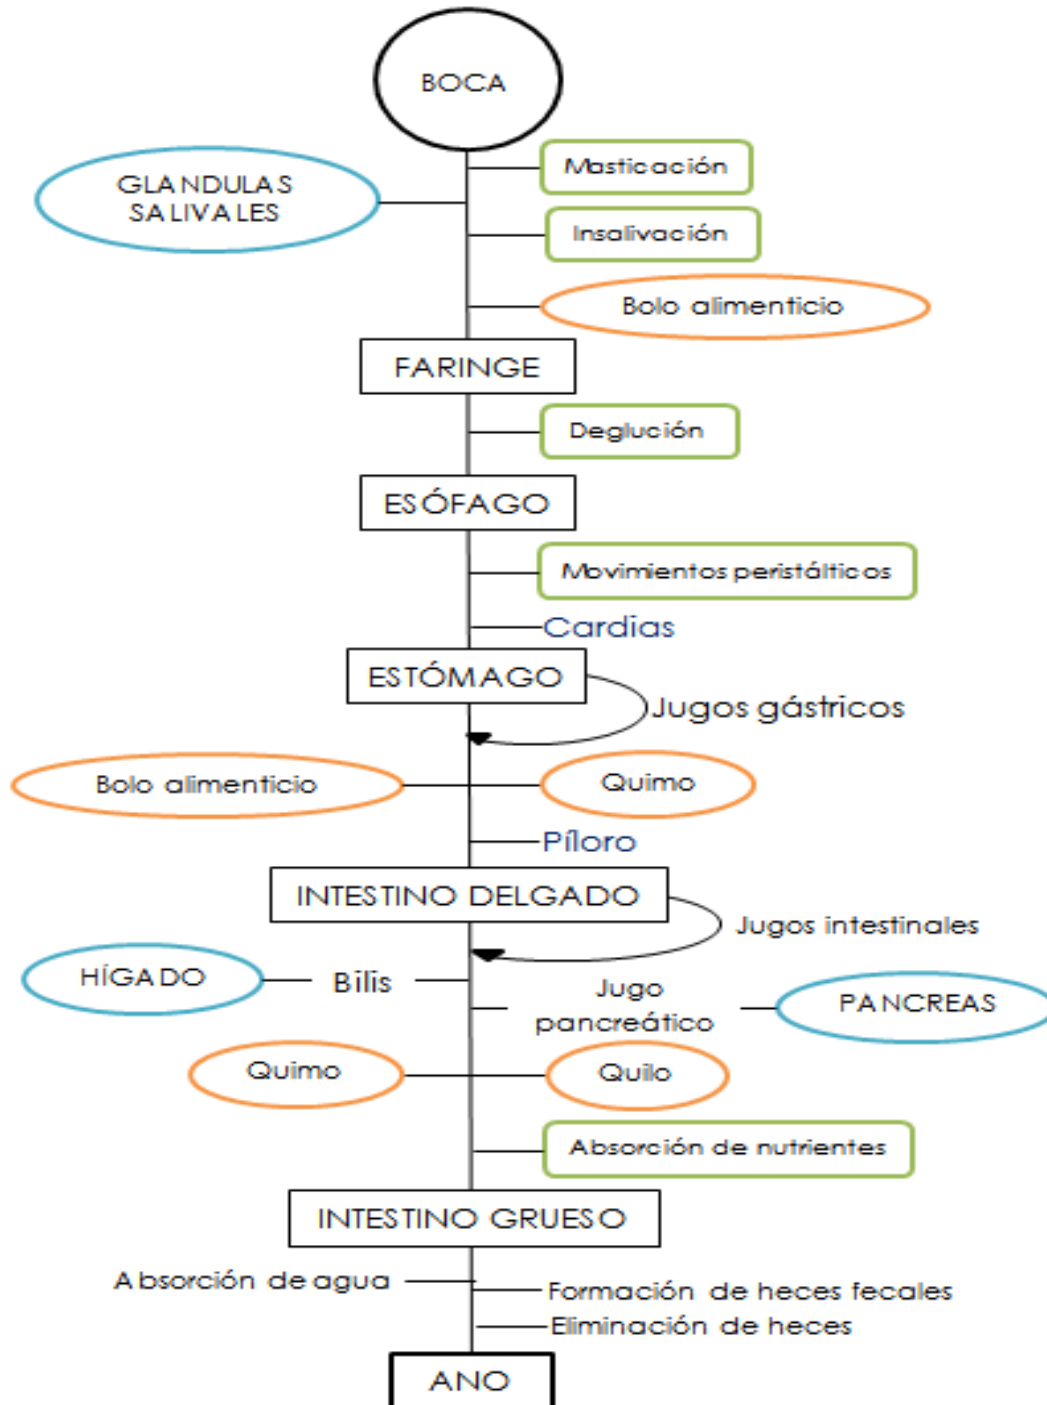 BOCA
Masticación
GLANDULAS
SALIVALES
Insalivación
Bolo alimenticio
FARINGE
Deglución
ESÓFAGO
Movimientos peristálticos
Cardias
ESTÓMAGO
Jugos gástricos
Bolo alimenticio
Quimo
Píloro
INTESTINO DELGADO
Jugos intestinales
HÍGADO
Bilis
Jugo
pancreático
PANCREAS
Quimo
Quilo
Absorción de nutrientes
INTESTINO GRUESO
Absorción de agua
Formación de heces fecales
Eliminación de heces
ANO